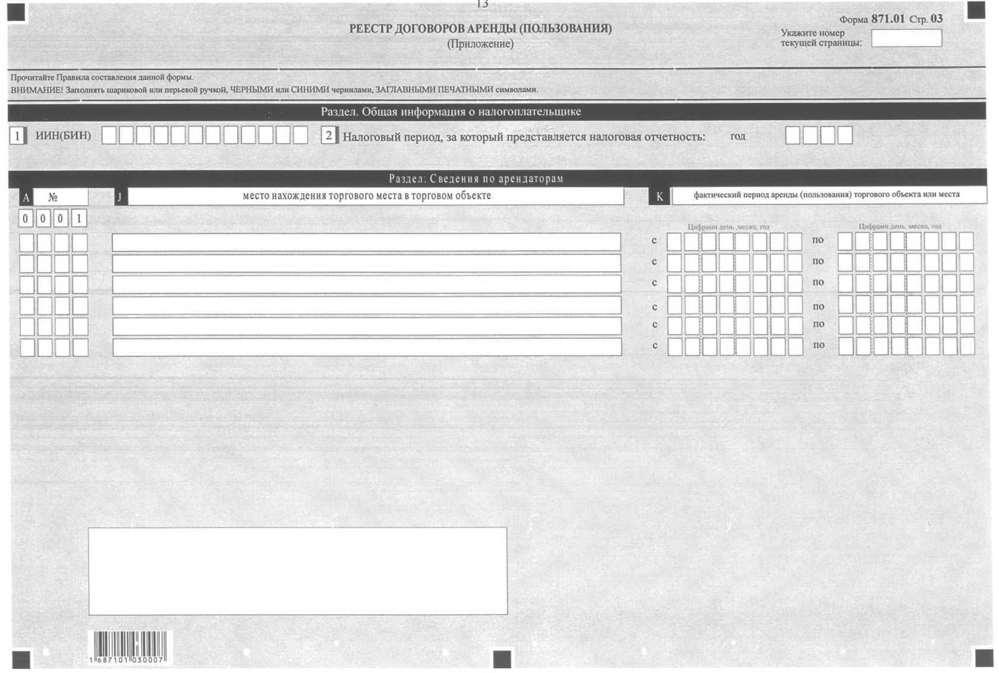 13
Форма 871.01 Стр. 03
РЕЕСТР ДОГОВОРОВ АРЕНДЫ (ПОЛЬЗОВАНИЯ)
(Приложение)
Укажите номер
текущей страницы:
Прочитайте Правила составления данной формы.
ВНИМАНИЕ! Заполнять шариковой или перьевой ручкой, ЧЕРНЫМИ или СИНИМИ чернилами, ЗАГЛАВНЫМИ ПЕЧАТНЫМИ символами.
Раздел. Общая информация о налогоплательщике
1 ИИН(БИН) 2 Налоговый период, за который представляется налоговая отчетность: год
Раздел. Сведения по арендаторам
A № J место нахождения торгового места в торговом объекте K фактический период аренды (пользования) торгового объекта или места
0 0 0 1
Цифрами день ,месяц, год Цифрами день, месяц, год
с по
с по
с по
с по
с по
с по
1 687101 030007